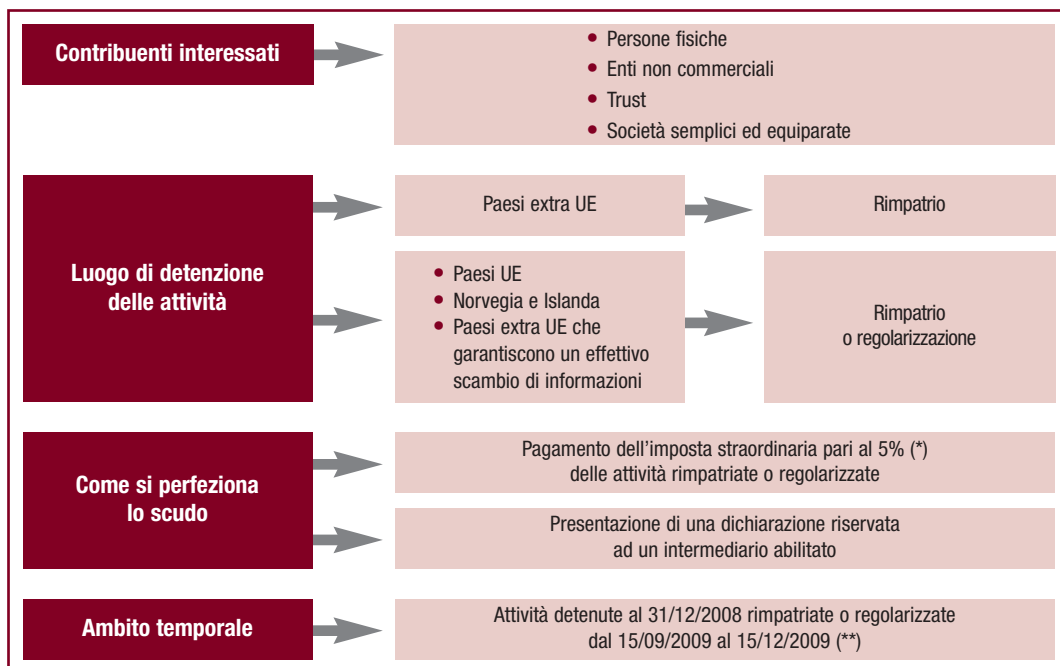 Contribuenti interessati
• Persone fisiche
• Enti non commerciali
• Trust
• Società semplici ed equiparate
Luogo di detenzione
delle attività
Paesi extra UE
Rimpatrio
• Paesi UE
• Norvegia e Islanda
• Paesi extra UE che
garantiscono un effettivo
scambio di informazioni
Rimpatrio
o regolarizzazione
Come si perfeziona
lo scudo
Pagamento dell'imposta straordinaria pari al 5% (*)
delle attività rimpatriate o regolarizzate
Presentazione di una dichiarazione riservata
ad un intermediario abilitato
Ambito temporale
Attività detenute al 31/12/2008 rimpatriate o regolarizzate
dal 15/09/2009 al 15/12/2009 (**)